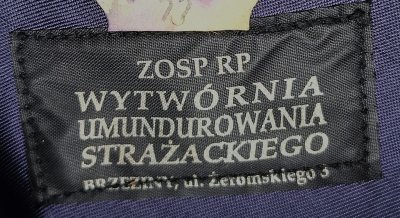 ZOSP RP
WYTWÓRNIA
UMUNDUROWANIA
STRAŻACKIEGO
BRZEZINY, ul. Żeromskiego 3